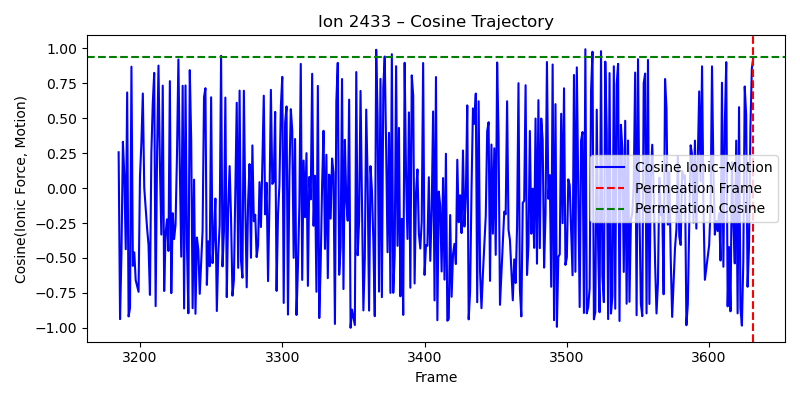 Ion 2433 – Cosine Trajectory
Cosine(Ionic Force, Motion)
1.00
0.75
0.50
0.25
0.00
−0.25
−0.50
−0.75
−1.00
Cosine Ionic–Motion
Permeation Frame
Permeation Cosine
3200
3300
3400
3500
3600
Frame